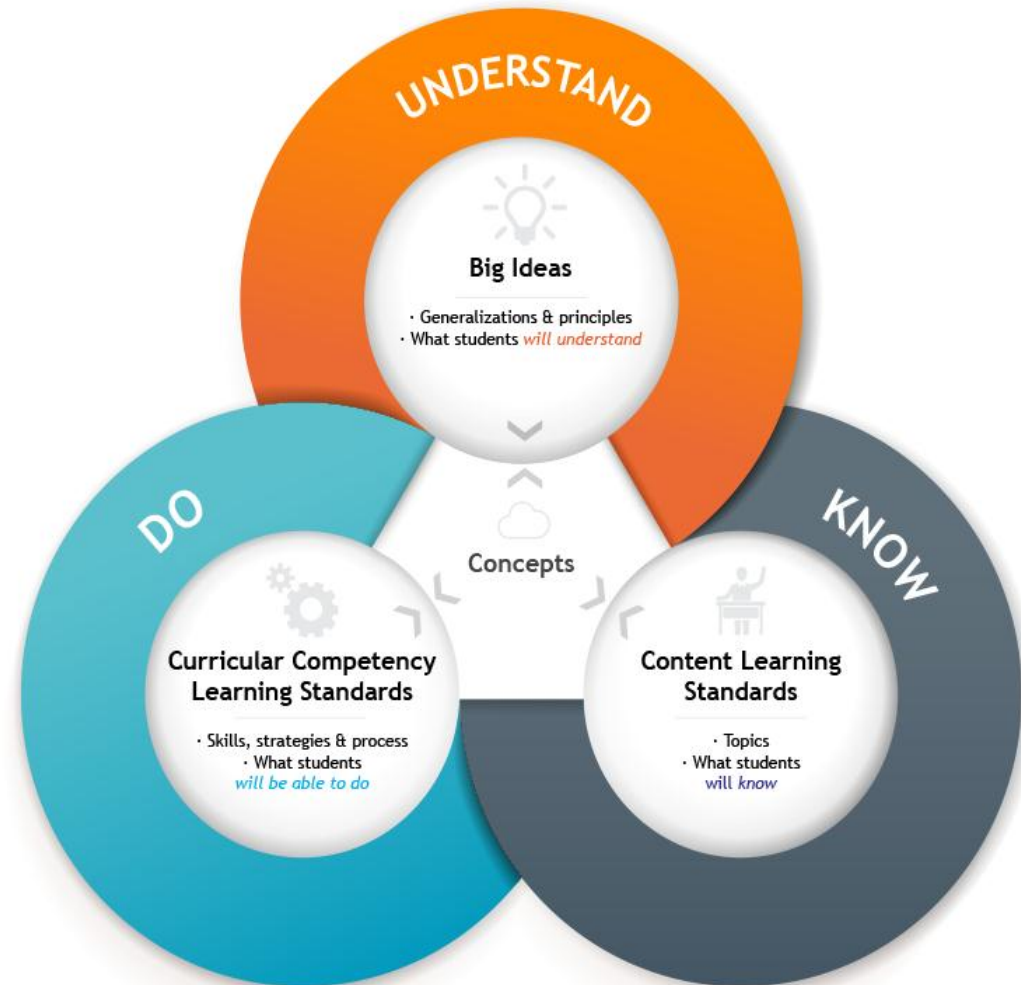 UNDERSTAND
Big Ideas
· Generalizations & principles
· What students will understand
DO
KNOW
Concepts
Curricular Competency
Learning Standards
· Skills, strategies & process
· What students
will be able to do
Content Learning
Standards
· Topics
· What students
will know